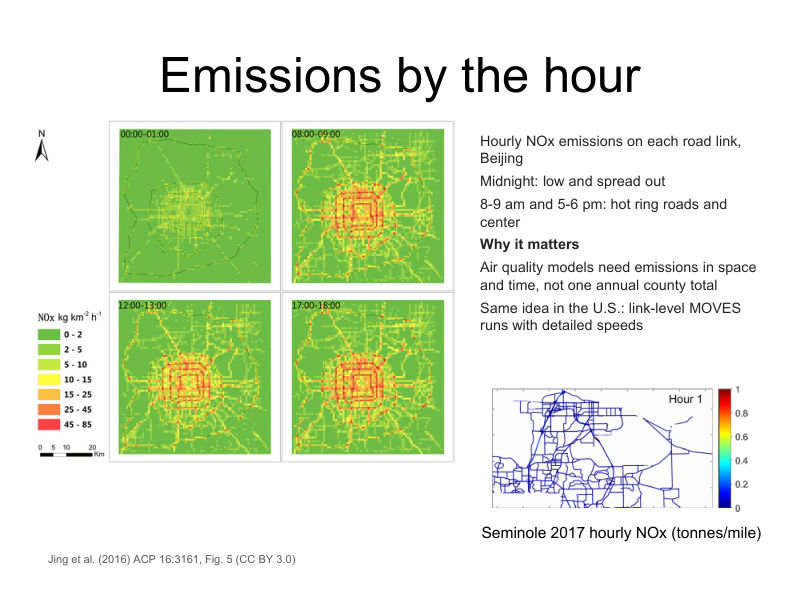 Emissions by the hour
N
00:00-01:00
08:00-09:00
12:00-13:00
17:00-18:00
NOx kg km-2 h-1
0 - 2
2 - 5
5 - 10
10 - 15
15 - 25
25 - 45
45 - 85
0 5 10 20
Km
Hourly NOx emissions on each road link,
Beijing
Midnight: low and spread out
8-9 am and 5-6 pm: hot ring roads and
center
Why it matters
Air quality models need emissions in space
and time, not one annual county total
Same idea in the U.S.: link-level MOVES
runs with detailed speeds
Hour 1
1
0.8
0.6
0.4
0.2
0
Seminole 2017 hourly NOx (tonnes/mile)
Jing et al. (2016) ACP 16:3161, Fig. 5 (CC BY 3.0)